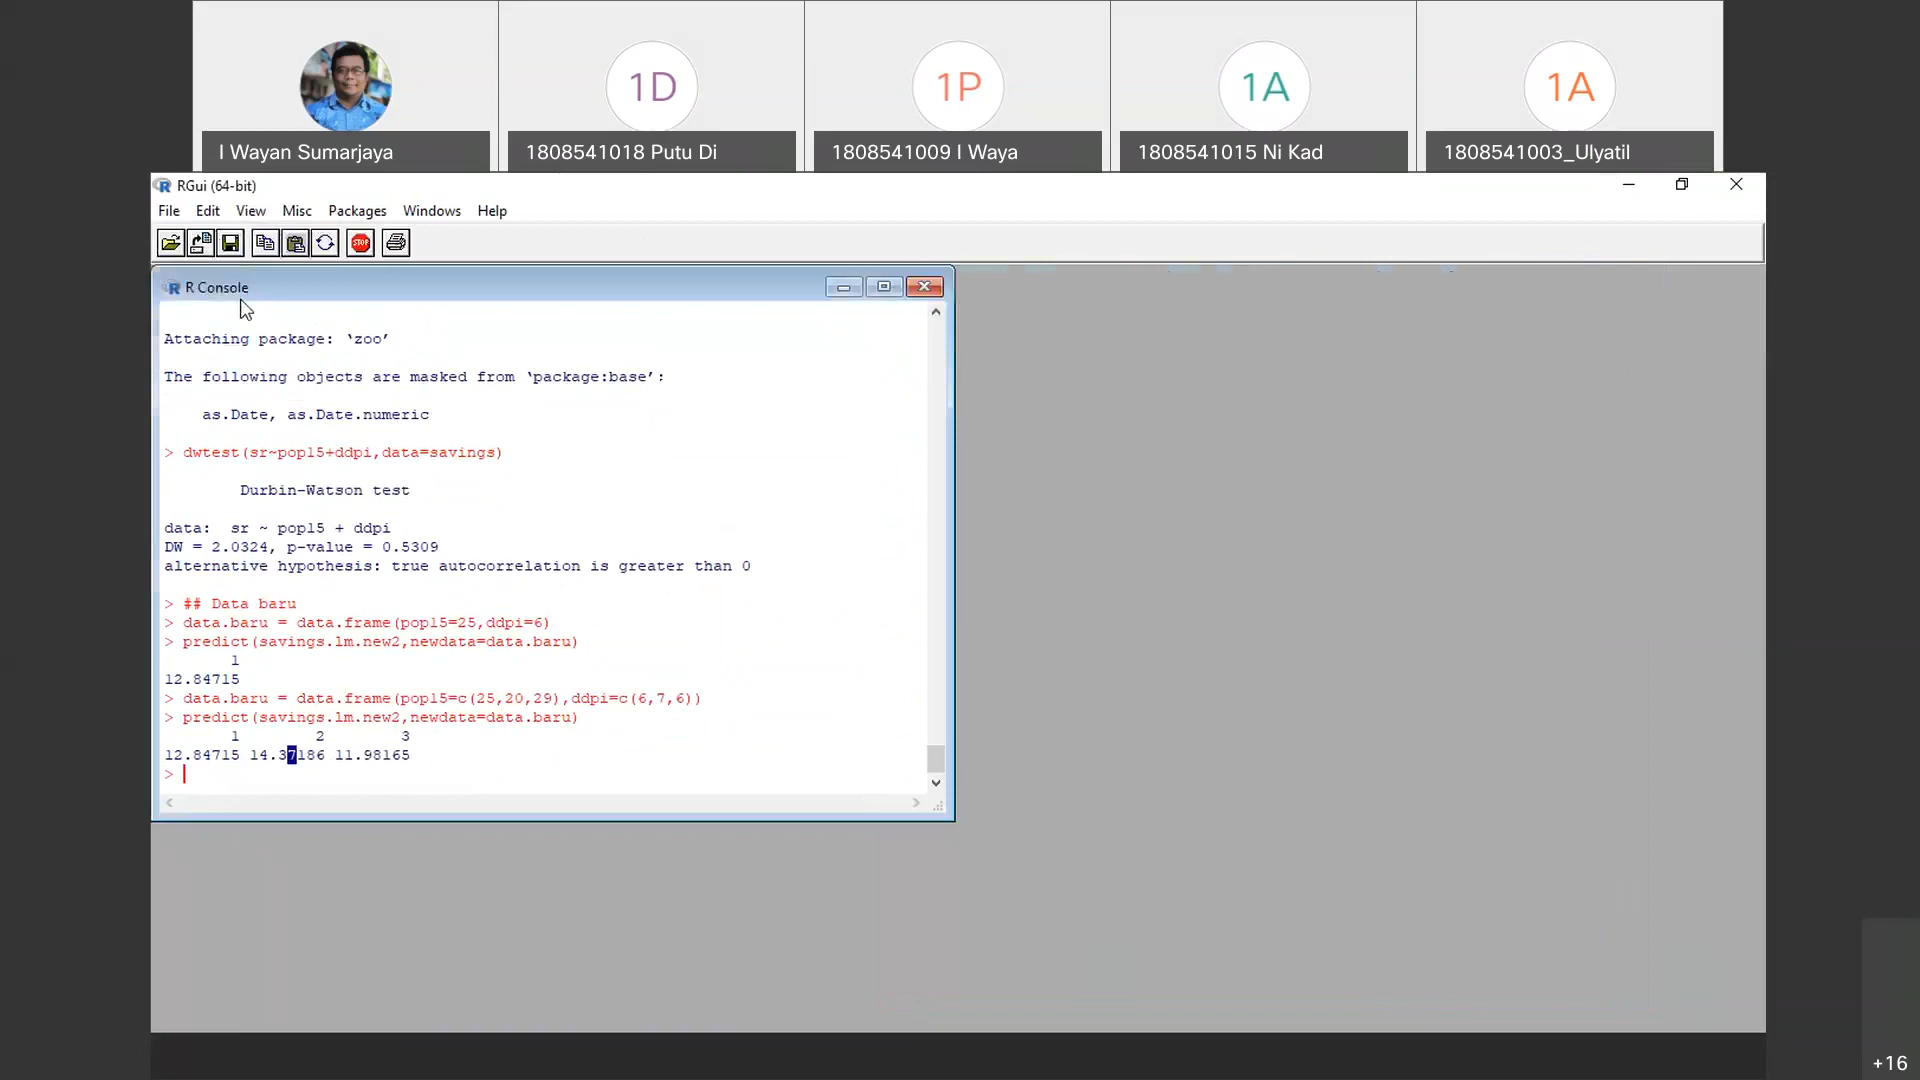 1D
1P
1A
1A
I Wayan Sumarjaya
1808541018 Putu Di
1808541009 I Waya
1808541015 Ni Kad
1808541003_Ulyatil
RGui (64-bit)
File Edit View Misc Packages Windows Help
STOP
R Console
Attaching package: ‘zoo’
The following objects are masked from ‘package:base’:
as.Date, as.Date.numeric
> dwtest(sr~pop15+ddpi,data=savings)
Durbin-Watson test
data:  sr ~ pop15 + ddpi
DW = 2.0324, p-value = 0.5309
alternative hypothesis: true autocorrelation is greater than 0
> ## Data baru
> data.baru = data.frame(pop15=25,ddpi=6)
> predict(savings.lm.new2,newdata=data.baru)
1
12.84715
> data.baru = data.frame(pop15=c(25,20,29),ddpi=c(6,7,6))
> predict(savings.lm.new2,newdata=data.baru)
1 2 3
12.84715 14.37186 11.98165
>
+16